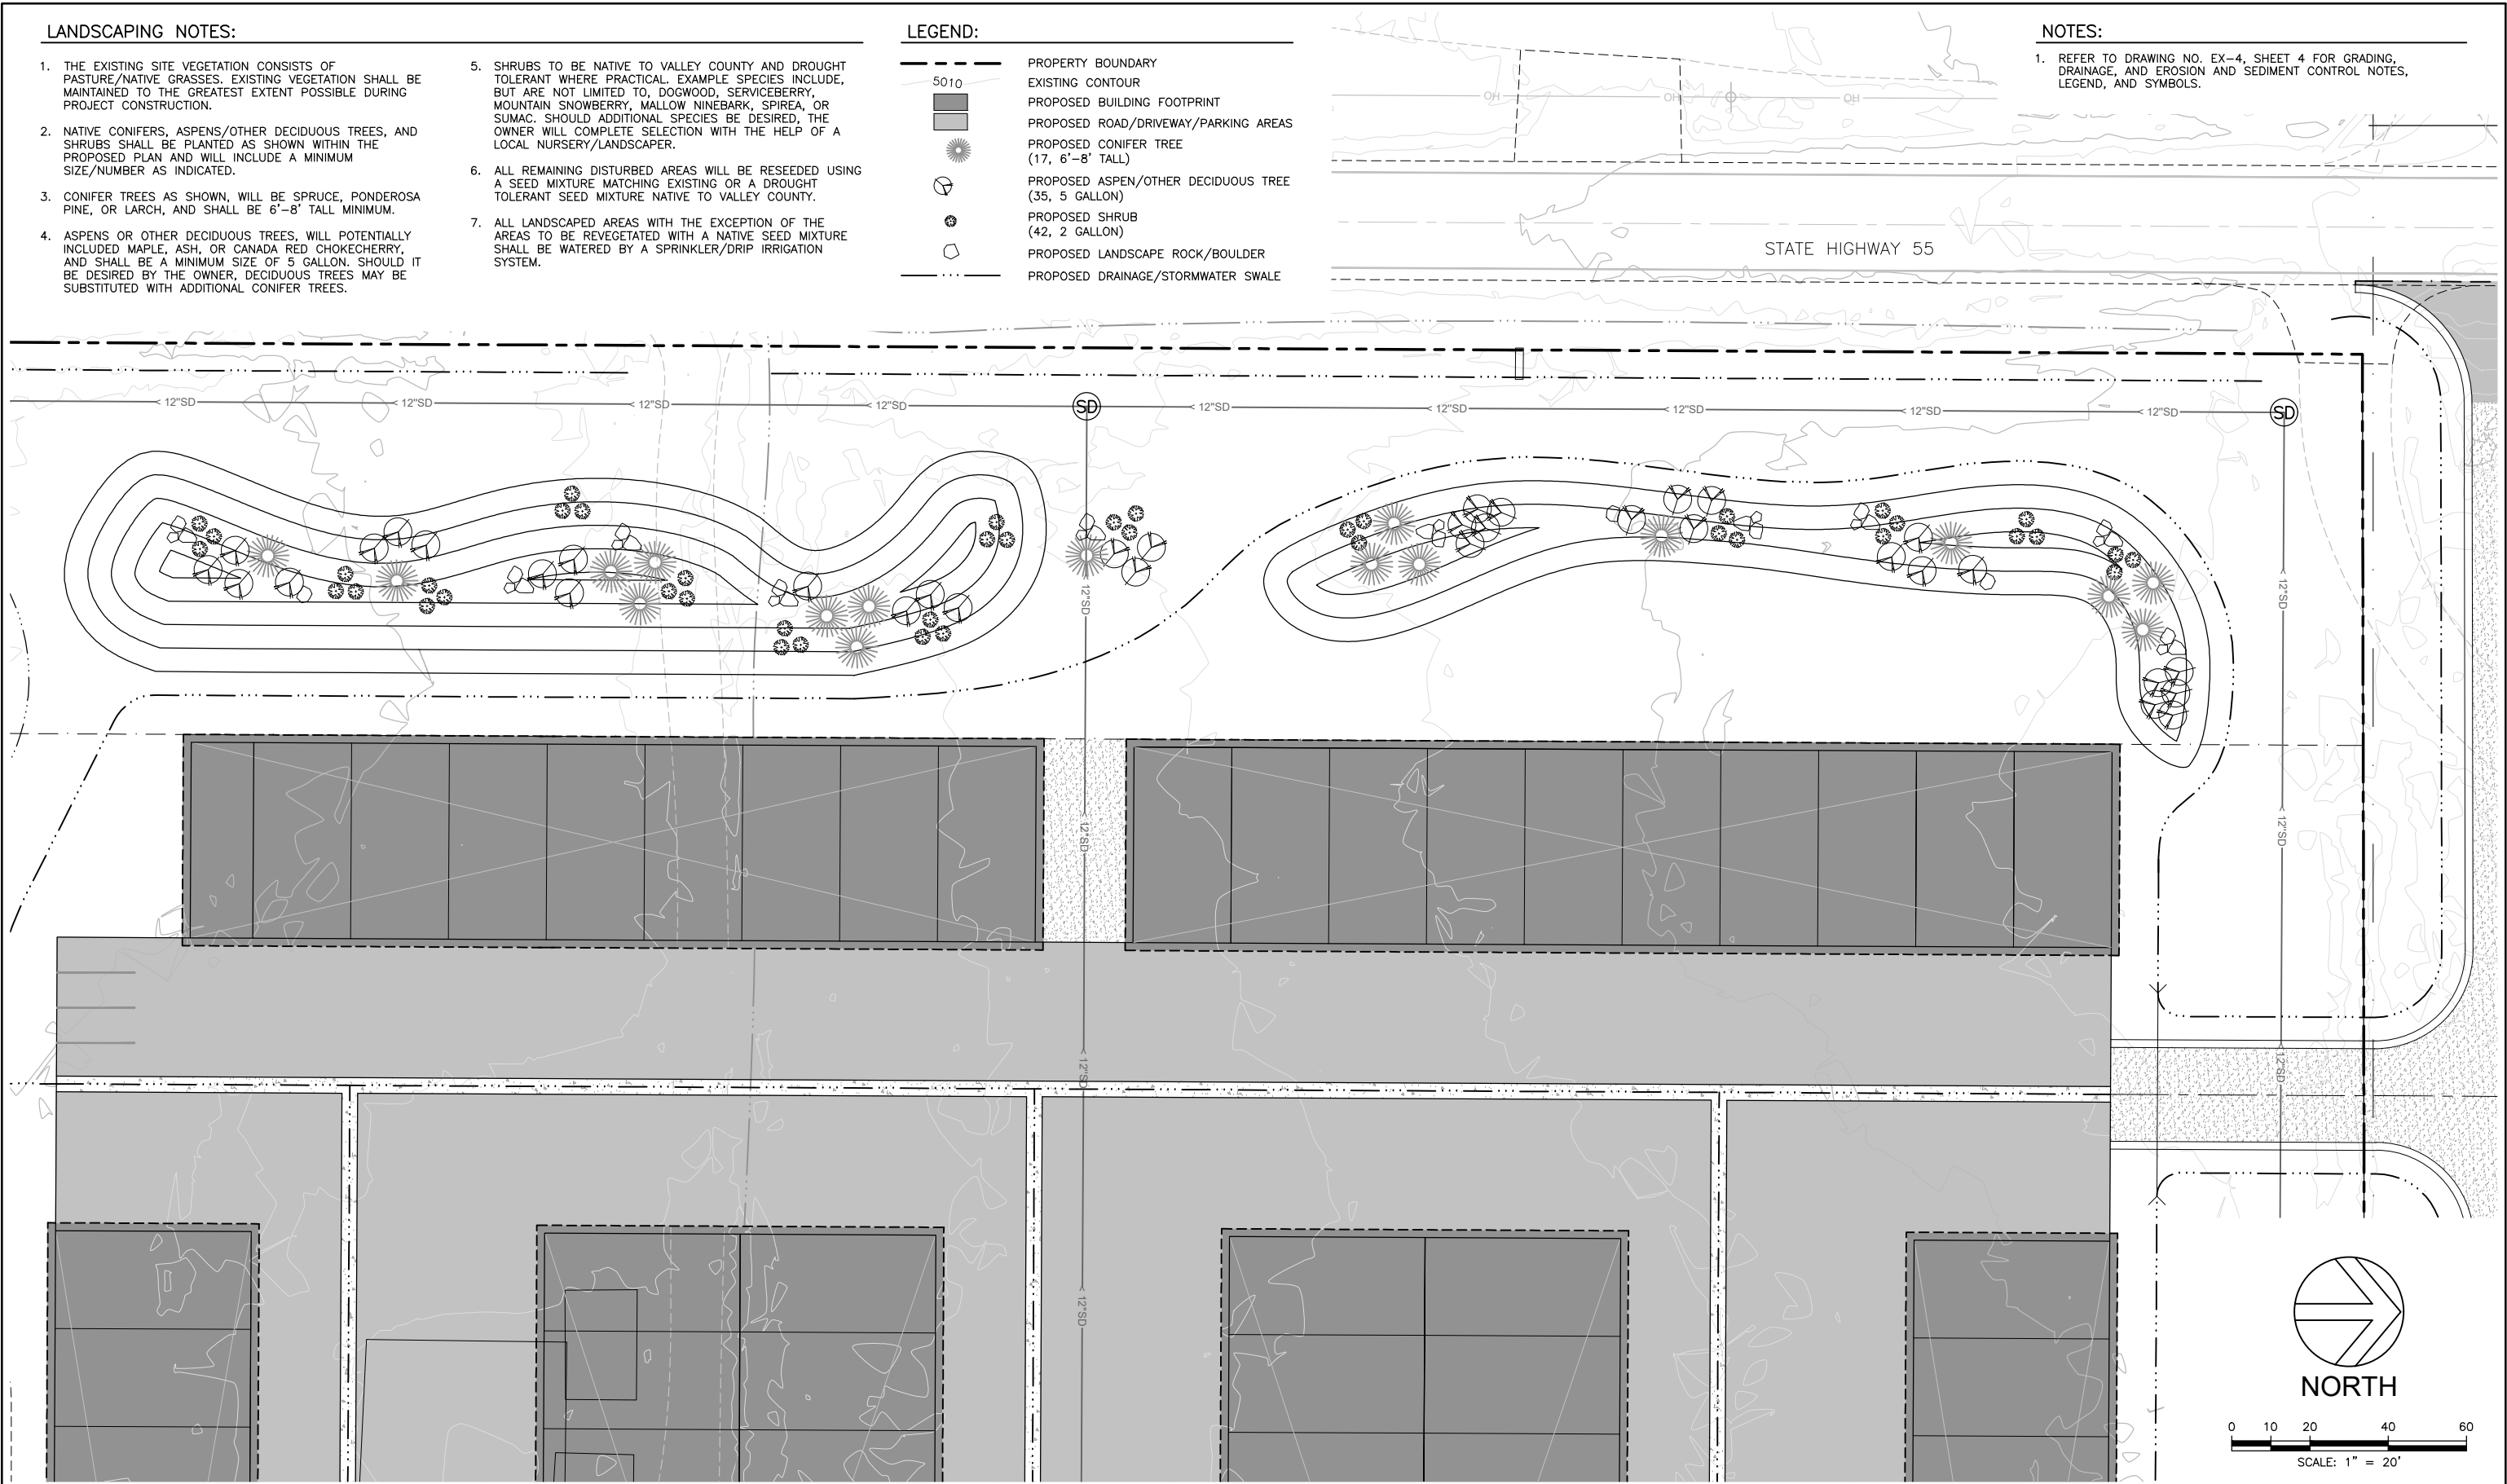 LANDSCAPING NOTES:
1. THE EXISTING SITE VEGETATION CONSISTS OF
PASTURE/NATIVE GRASSES. EXISTING VEGETATION SHALL BE
MAINTAINED TO THE GREATEST EXTENT POSSIBLE DURING
PROJECT CONSTRUCTION.
2. NATIVE CONIFERS, ASPENS/OTHER DECIDUOUS TREES, AND
SHRUBS SHALL BE PLANTED AS SHOWN WITHIN THE
PROPOSED PLAN AND WILL INCLUDE A MINIMUM
SIZE/NUMBER AS INDICATED.
3. CONIFER TREES AS SHOWN, WILL BE SPRUCE, PONDEROSA
PINE, OR LARCH, AND SHALL BE 6'-8' TALL MINIMUM.
4. ASPENS OR OTHER DECIDUOUS TREES, WILL POTENTIALLY
INCLUDED MAPLE, ASH, OR CANADA RED CHOKECHERRY,
AND SHALL BE A MINIMUM SIZE OF 5 GALLON. SHOULD IT
BE DESIRED BY THE OWNER, DECIDUOUS TREES MAY BE
SUBSTITUTED WITH ADDITIONAL CONIFER TREES.
5. SHRUBS TO BE NATIVE TO VALLEY COUNTY AND DROUGHT
TOLERANT WHERE PRACTICAL. EXAMPLE SPECIES INCLUDE,
BUT ARE NOT LIMITED TO, DOGWOOD, SERVICEBERRY,
MOUNTAIN SNOWBERRY, MALLOW NINEBARK, SPIREA, OR
SUMAC. SHOULD ADDITIONAL SPECIES BE DESIRED, THE
OWNER WILL COMPLETE SELECTION WITH THE HELP OF A
LOCAL NURSERY/LANDSCAPER.
6. ALL REMAINING DISTURBED AREAS WILL BE RESEEDED USING
A SEED MIXTURE MATCHING EXISTING OR A DROUGHT
TOLERANT SEED MIXTURE NATIVE TO VALLEY COUNTY.
7. ALL LANDSCAPED AREAS WITH THE EXCEPTION OF THE
AREAS TO BE REVEGETATED WITH A NATIVE SEED MIXTURE
SHALL BE WATERED BY A SPRINKLER/DRIP IRRIGATION
SYSTEM.
LEGEND:
PROPERTY BOUNDARY
5010 EXISTING CONTOUR
PROPOSED BUILDING FOOTPRINT
PROPOSED ROAD/DRIVEWAY/PARKING AREAS
PROPOSED CONIFER TREE
(17, 6'-8' TALL)
PROPOSED ASPEN/OTHER DECIDUOUS TREE
(35, 5 GALLON)
PROPOSED SHRUB
(42, 2 GALLON)
PROPOSED LANDSCAPE ROCK/BOULDER
PROPOSED DRAINAGE/STORMWATER SWALE
NOTES:
1. REFER TO DRAWING NO. EX-4, SHEET 4 FOR GRADING,
DRAINAGE, AND EROSION AND SEDIMENT CONTROL NOTES,
LEGEND, AND SYMBOLS.
OH OH OH
STATE HIGHWAY 55
12"SD 12"SD 12"SD 12"SD SD 12"SD 12"SD 12"SD 12"SD 12"SD SD
12"SD
12"SD
12"SD
12"SD
12"SD
12"SD
12"SD
NORTH
0 10 20 40 60
SCALE: 1" = 20'